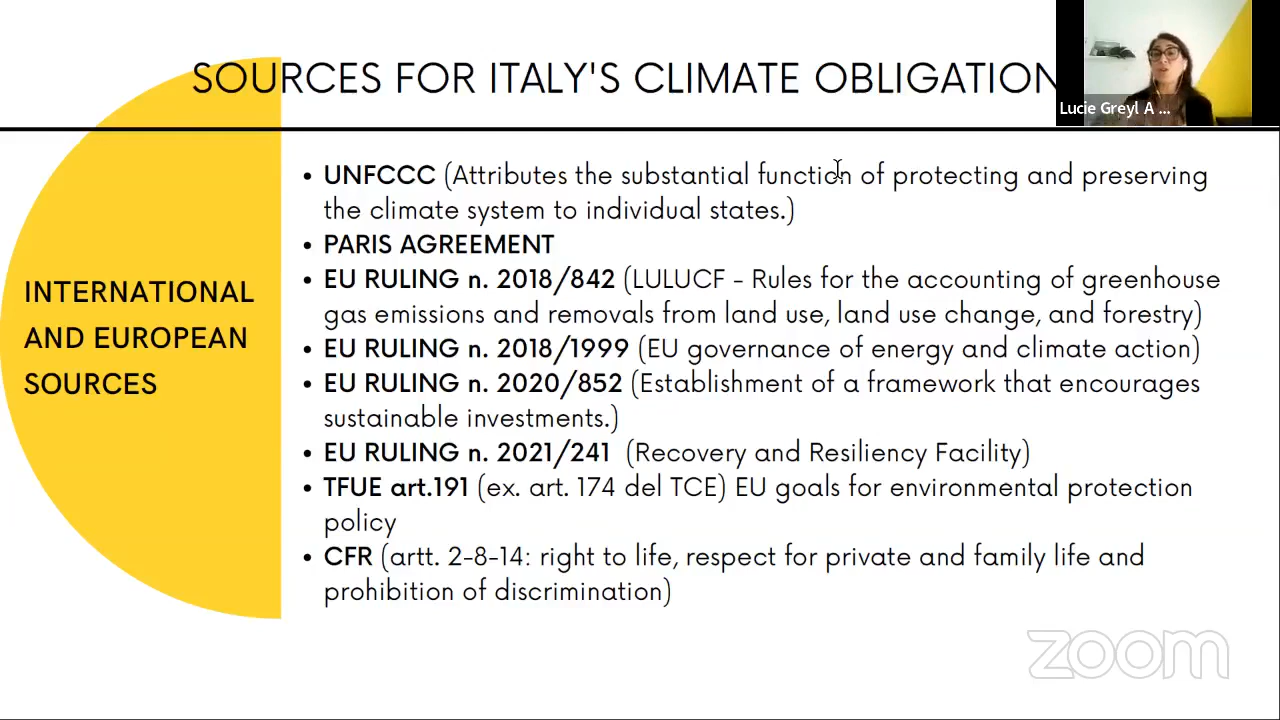 SOURCES FOR ITALY'S CLIMATE OBLIGATION
Lucie Greyl A ...
INTERNATIONAL
AND EUROPEAN
SOURCES
• UNFCCC (Attributes the substantial function of protecting and preserving
the climate system to individual states.)
• PARIS AGREEMENT
• EU RULING n. 2018/842 (LULUCF - Rules for the accounting of greenhouse
gas emissions and removals from land use, land use change, and forestry)
• EU RULING n. 2018/1999 (EU governance of energy and climate action)
• EU RULING n. 2020/852 (Establishment of a framework that encourages
sustainable investments.)
• EU RULING n. 2021/241 (Recovery and Resiliency Facility)
• TFUE art.191 (ex. art. 174 del TCE) EU goals for environmental protection
policy
• CFR (artt. 2-8-14: right to life, respect for private and family life and
prohibition of discrimination)
zoom